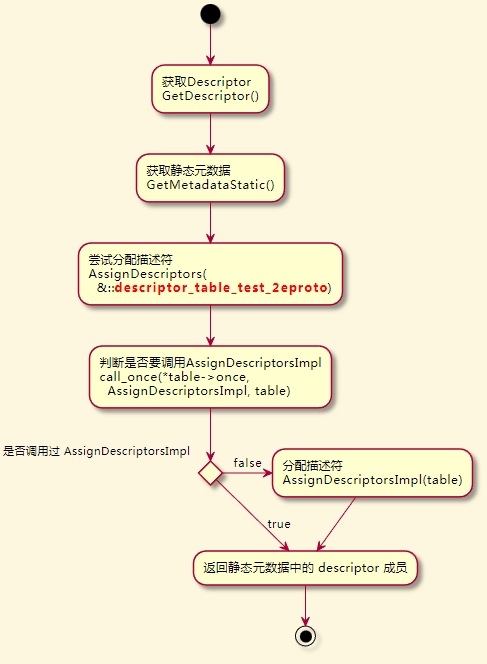 获取Descriptor
GetDescriptor()
获取静态元数据
GetMetadataStatic()
尝试分配描述符
AssignDescriptors(
&::descriptor_table_test_2eproto)
判断是否要调用AssignDescriptorsImpl
call_once(*table->once,
AssignDescriptorsImpl, table)
是否调用过 AssignDescriptorsImpl
false
分配描述符
AssignDescriptorsImpl(table)
true
返回静态元数据中的 descriptor 成员